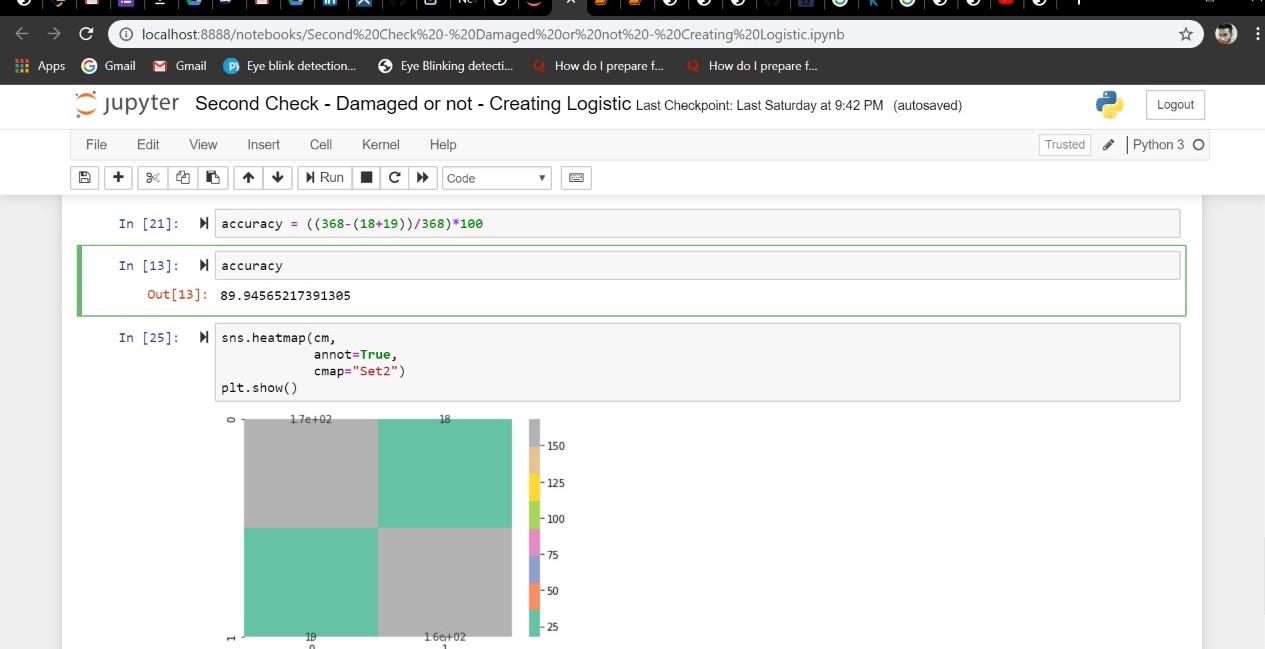 localhost:8888/notebooks/Second%20Check%20-%20Damaged%20or%20not%20-%20Creating%20Logistic.ipynb
Apps Gmail Gmail Eye blink detection... Eye Blinking detecti... How do I prepare f... How do I prepare f...
jupyter Second Check - Damaged or not - Creating Logistic Last Checkpoint: Last Saturday at 9:42 PM (autosaved) Logout
File Edit View Insert Cell Kernel Help Trusted Python 3
Run Code
In [21]: accuracy = ((368-(18+19))/368)*100
In [13]: accuracy
Out[13]: 89.94565217391305
In [25]: sns.heatmap(cm,
annot=True,
cmap="Set2")
plt.show()
0 1.7e+02 18
150
125
100
75
50
25
1 19 1.6e+02
0 1